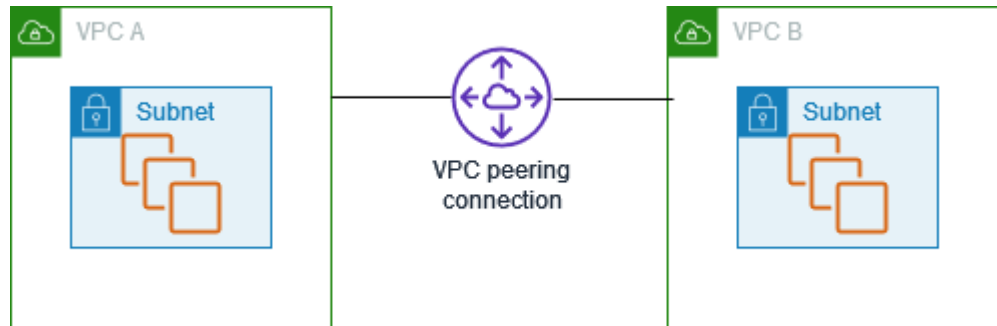 VPC A
VPC B
Subnet
Subnet
VPC peering
connection